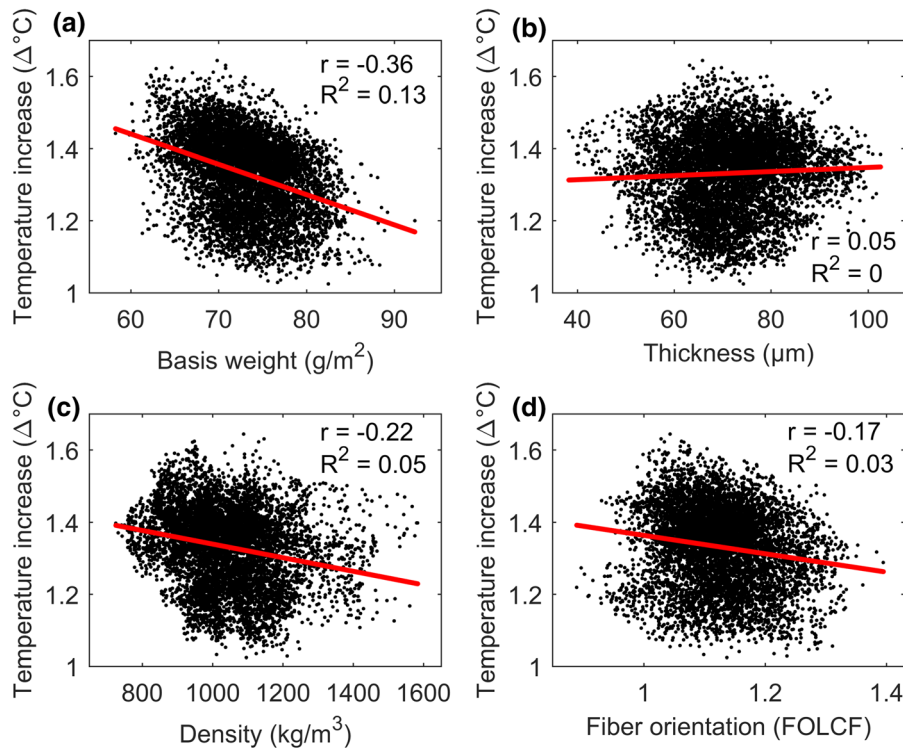 (a)
r = -0.36
R² = 0.13
Temperature increase (Δ°C)
1.6
1.4
1.2
1
60 70 80 90
Basis weight (g/m²)
(b)
r = 0.05
R² = 0
Temperature increase (Δ°C)
1.6
1.4
1.2
1
40 60 80 100
Thickness (μm)
(c)
r = -0.22
R² = 0.05
Temperature increase (Δ°C)
1.6
1.4
1.2
1
800 1000 1200 1400 1600
Density (kg/m³)
(d)
r = -0.17
R² = 0.03
Temperature increase (Δ°C)
1.6
1.4
1.2
1
1 1.2 1.4
Fiber orientation (FOLCF)